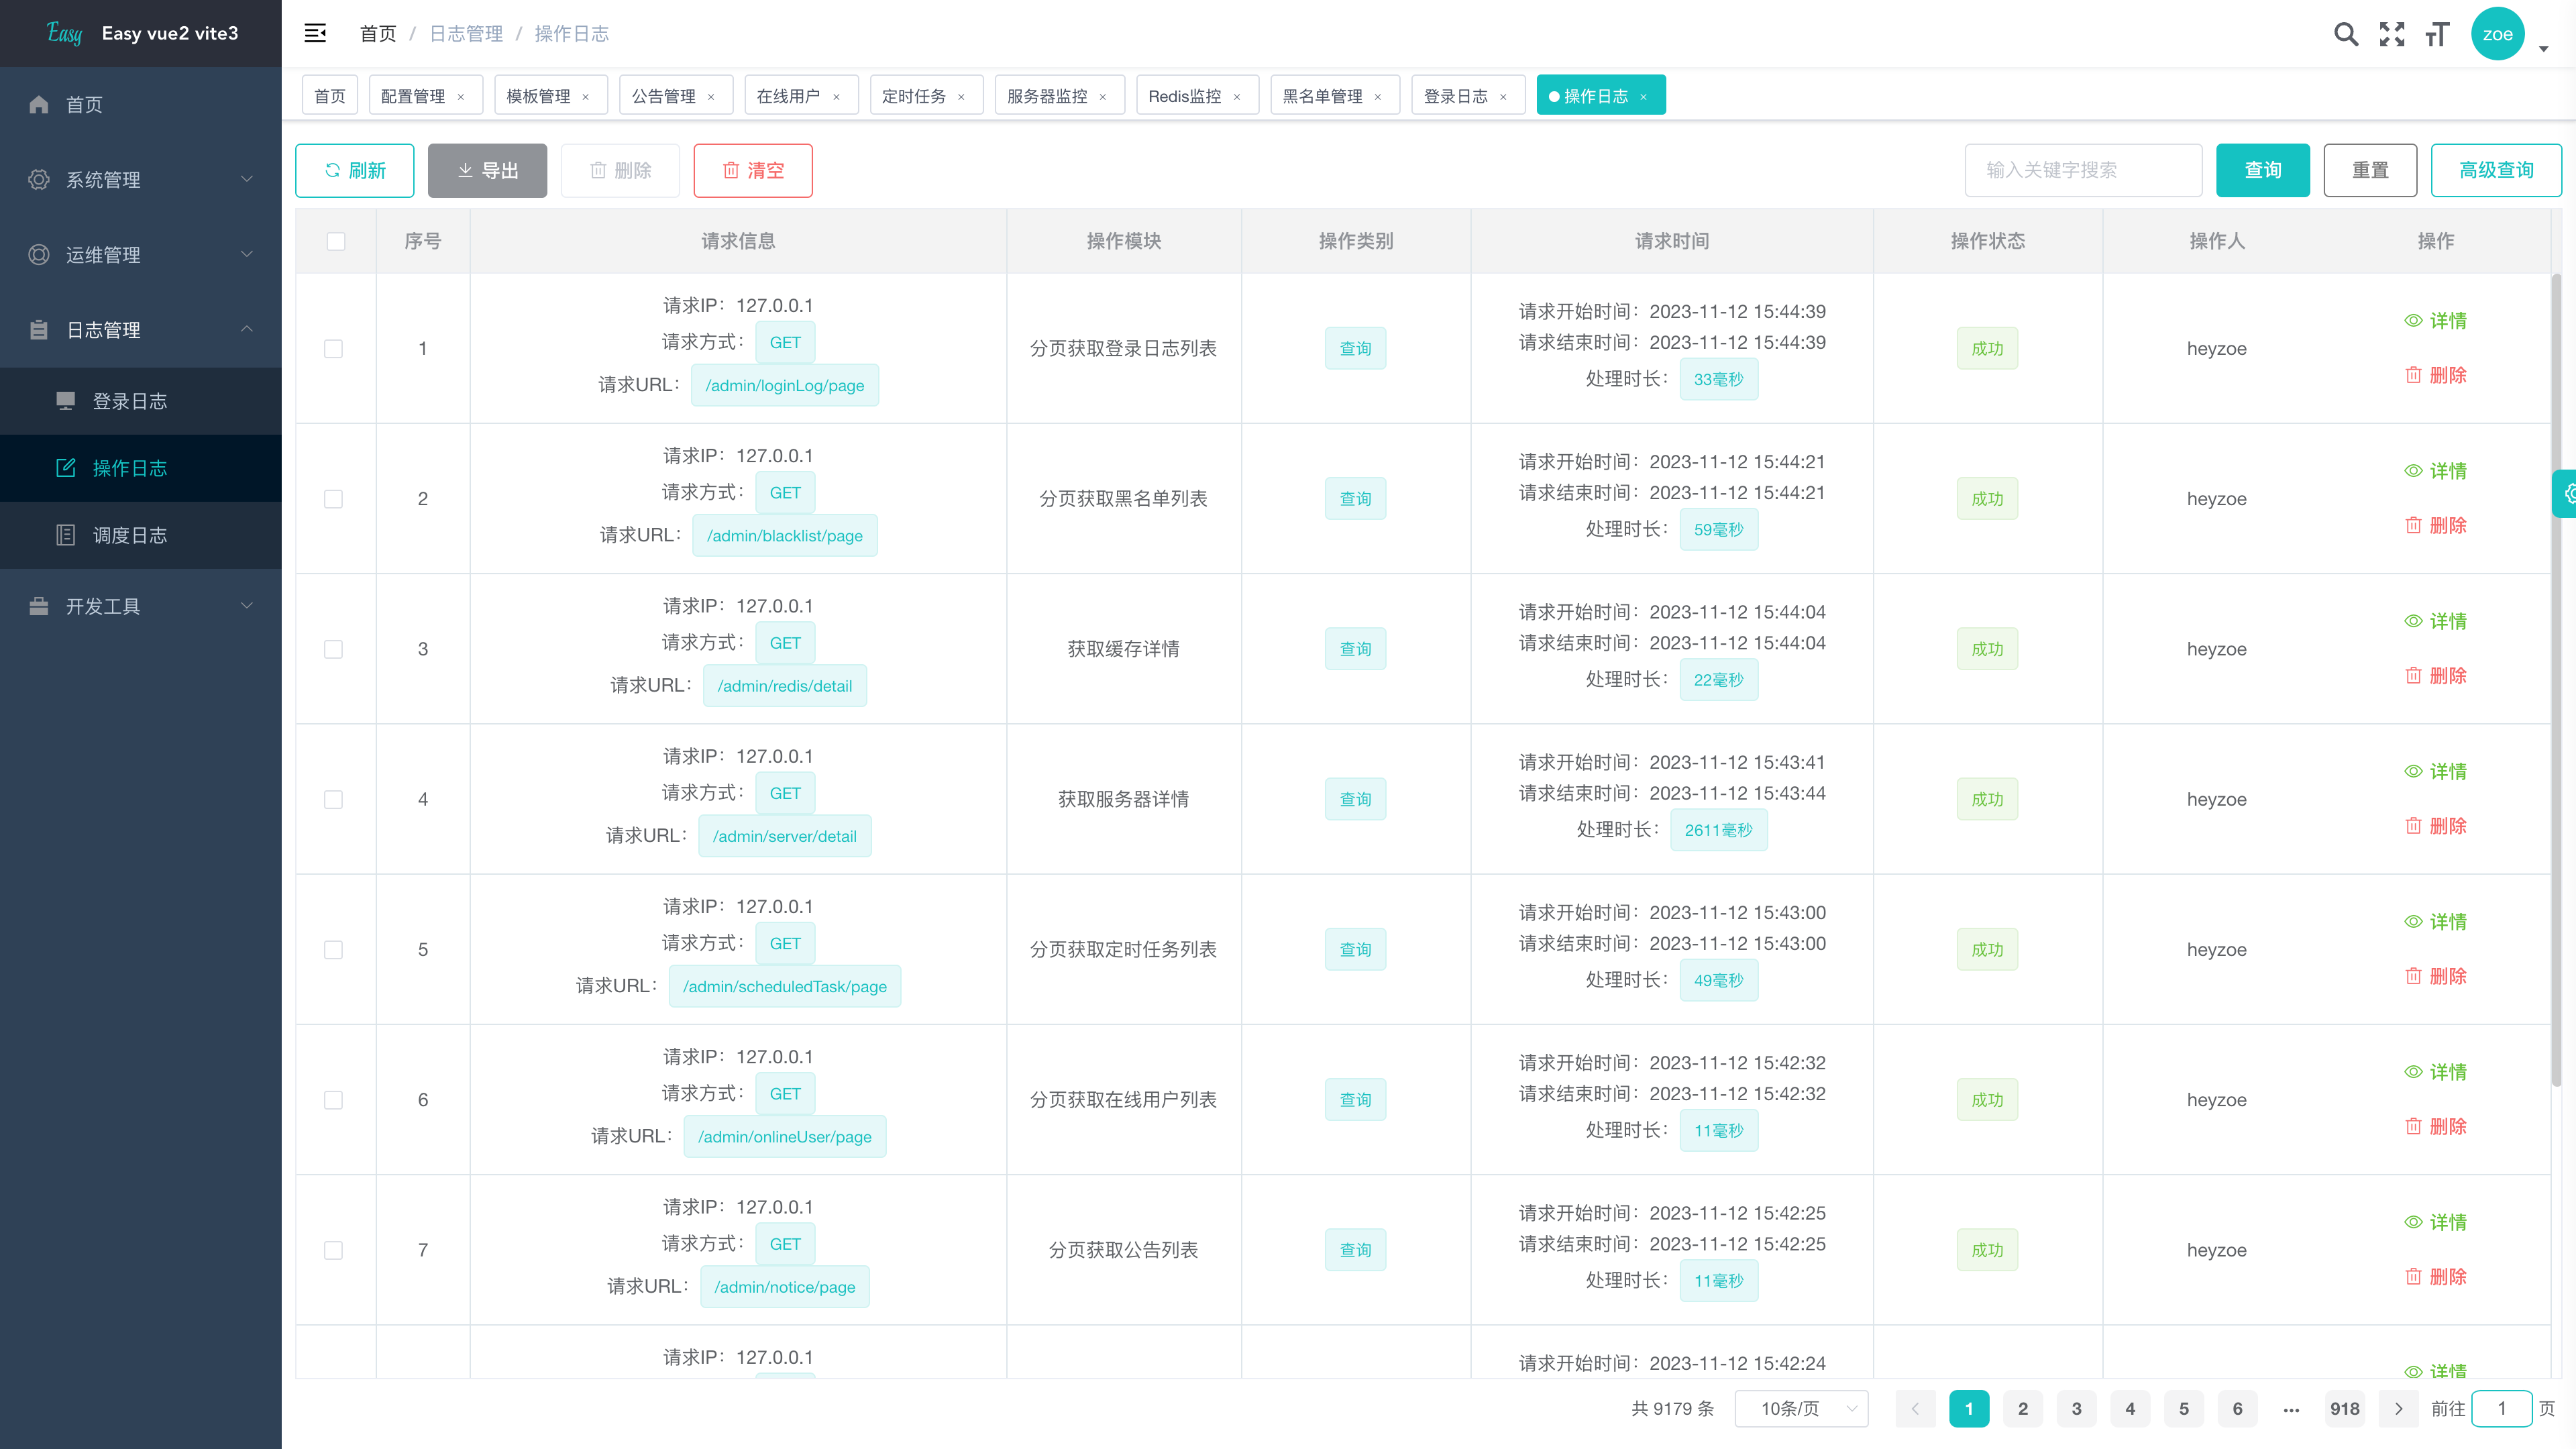 Easy Easy vue2 vite3
首页 / 日志管理 / 操作日志
zoe
首页
系统管理
运维管理
日志管理
登录日志
操作日志
调度日志
开发工具
首页 配置管理 × 模板管理 × 公告管理 × 在线用户 × 定时任务 × 服务器监控 × Redis监控 × 黑名单管理 × 登录日志 × 操作日志 ×
刷新 导出 删除 清空 输入关键字搜索 查询 重置 高级查询
序号 请求信息 操作模块 操作类别 请求时间 操作状态 操作人 操作
1
请求IP：127.0.0.1
请求方式： GET
请求URL： /admin/loginLog/page
分页获取登录日志列表
查询
请求开始时间：2023-11-12 15:44:39
请求结束时间：2023-11-12 15:44:39
处理时长： 33毫秒
成功
heyzoe
详情
删除
2
请求IP：127.0.0.1
请求方式： GET
请求URL： /admin/blacklist/page
分页获取黑名单列表
查询
请求开始时间：2023-11-12 15:44:21
请求结束时间：2023-11-12 15:44:21
处理时长： 59毫秒
成功
heyzoe
详情
删除
3
请求IP：127.0.0.1
请求方式： GET
请求URL： /admin/redis/detail
获取缓存详情
查询
请求开始时间：2023-11-12 15:44:04
请求结束时间：2023-11-12 15:44:04
处理时长： 22毫秒
成功
heyzoe
详情
删除
4
请求IP：127.0.0.1
请求方式： GET
请求URL： /admin/server/detail
获取服务器详情
查询
请求开始时间：2023-11-12 15:43:41
请求结束时间：2023-11-12 15:43:44
处理时长： 2611毫秒
成功
heyzoe
详情
删除
5
请求IP：127.0.0.1
请求方式： GET
请求URL： /admin/scheduledTask/page
分页获取定时任务列表
查询
请求开始时间：2023-11-12 15:43:00
请求结束时间：2023-11-12 15:43:00
处理时长： 49毫秒
成功
heyzoe
详情
删除
6
请求IP：127.0.0.1
请求方式： GET
请求URL： /admin/onlineUser/page
分页获取在线用户列表
查询
请求开始时间：2023-11-12 15:42:32
请求结束时间：2023-11-12 15:42:32
处理时长： 11毫秒
成功
heyzoe
详情
删除
7
请求IP：127.0.0.1
请求方式： GET
请求URL： /admin/notice/page
分页获取公告列表
查询
请求开始时间：2023-11-12 15:42:25
请求结束时间：2023-11-12 15:42:25
处理时长： 11毫秒
成功
heyzoe
详情
删除
请求IP：127.0.0.1
请求开始时间：2023-11-12 15:42:24
详情
共 9179 条 10条/页 1 2 3 4 5 6 ··· 918 前往 1 页